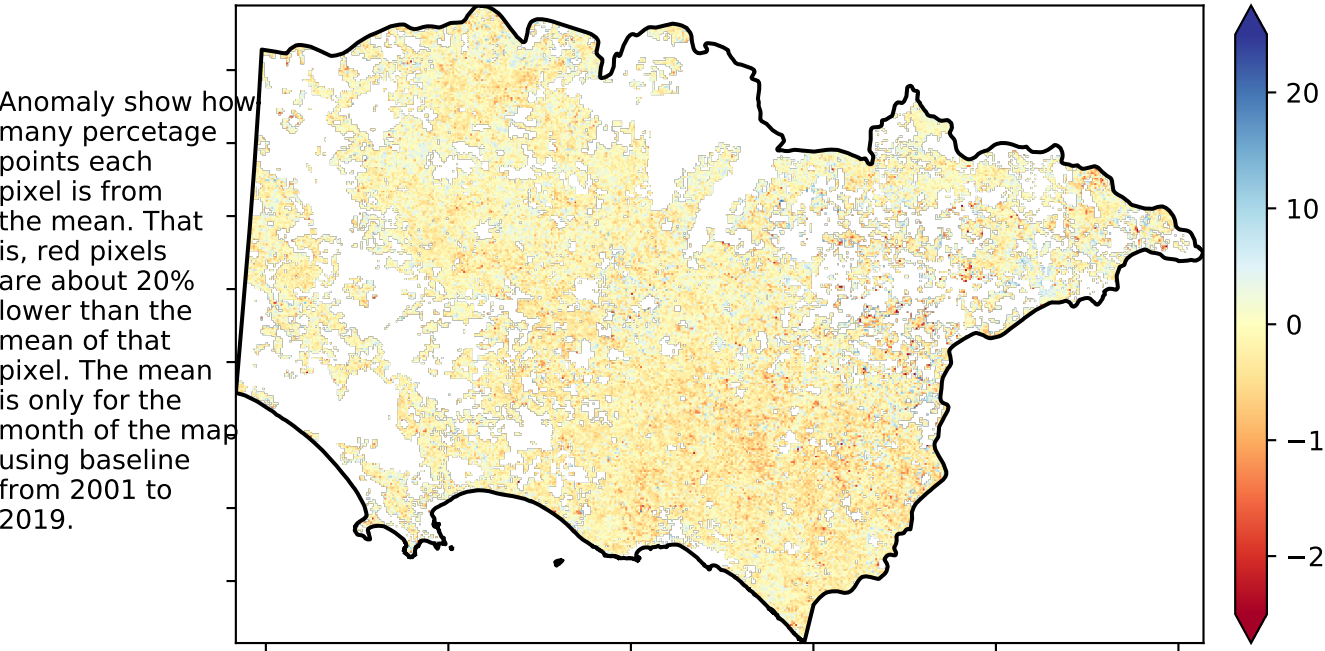 Anomaly show how
many percetage
points each
pixel is from
the mean. That
is, red pixels
are about 20%
lower than the
mean of that
pixel. The mean
is only for the
month of the map
using baseline
from 2001 to
2019.
20
10
0
−1
−2